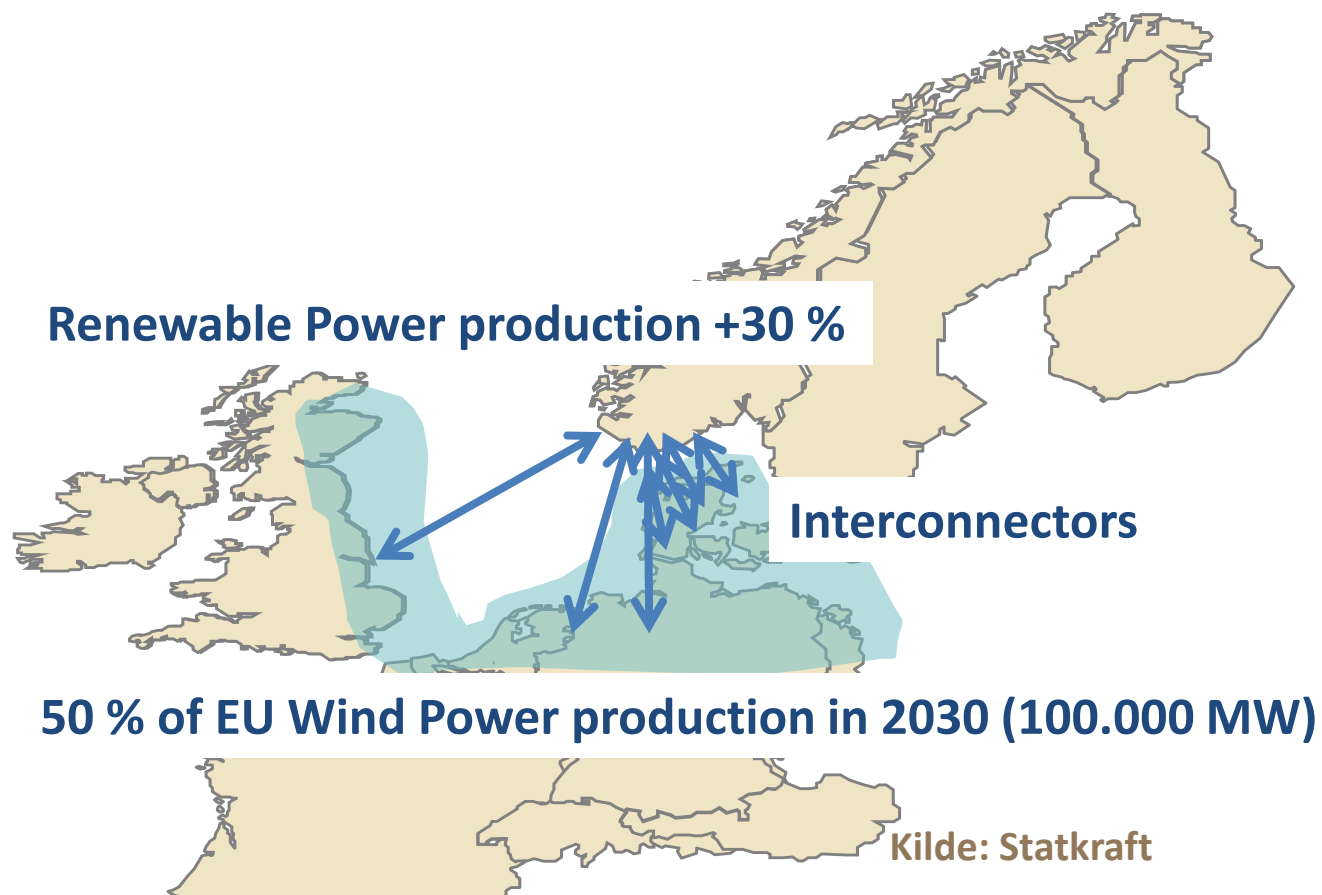 Renewable Power production +30 %
Interconnectors
50 % of EU Wind Power production in 2030 (100.000 MW)
Kilde: Statkraft